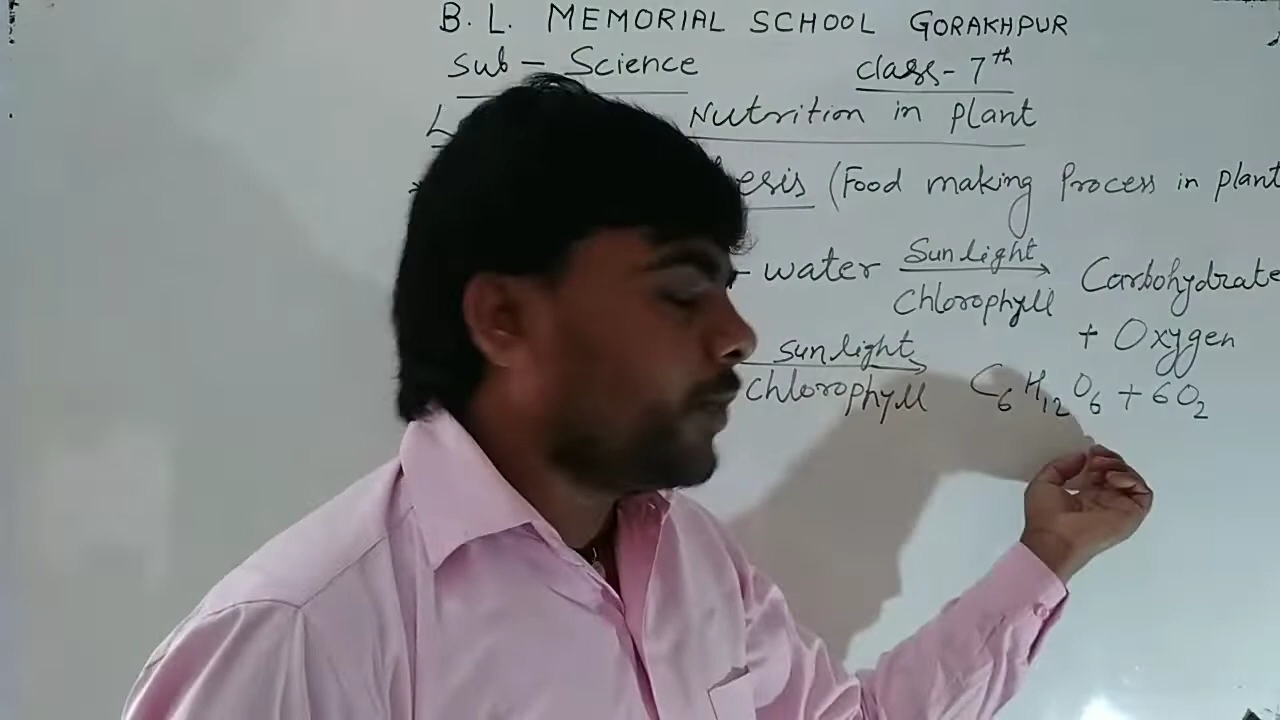 B. L. MEMORIAL SCHOOL GORAKHPUR
Sub - Science class - 7th
Nutrition in plant
(Food making Process in plant
water Sunlight Chlorophyll Carbohydrate
+ Oxygen
sunlight Chlorophyll C6H12O6 + 6O2